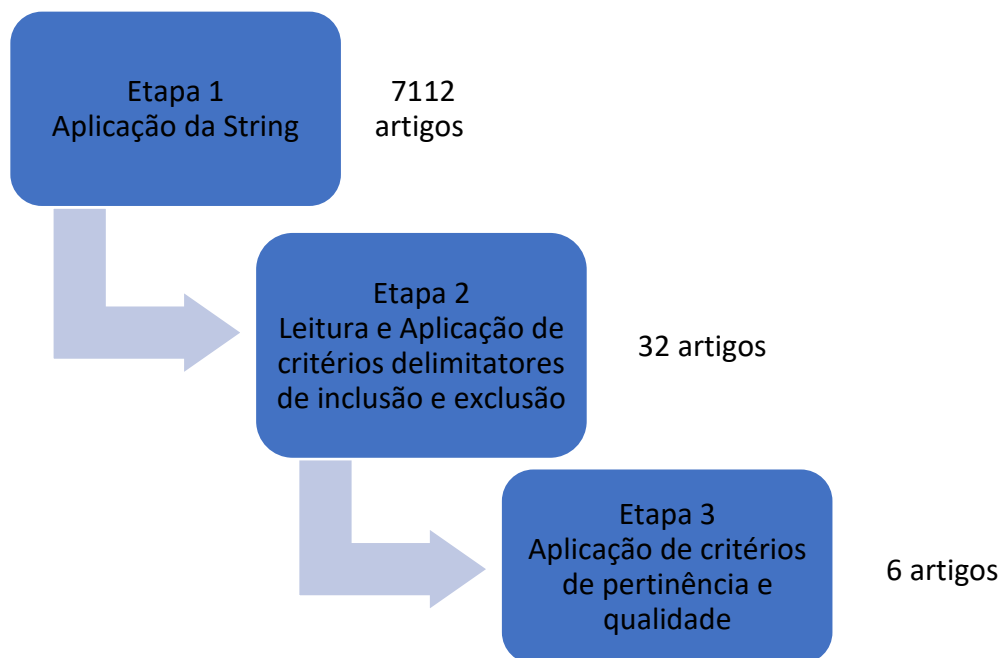 Etapa 1
Aplicação da String
7112
artigos
Etapa 2
Leitura e Aplicação de
critérios delimitatores
de inclusão e exclusão
32 artigos
Etapa 3
Aplicação de critérios
de pertinência e
qualidade
6 artigos